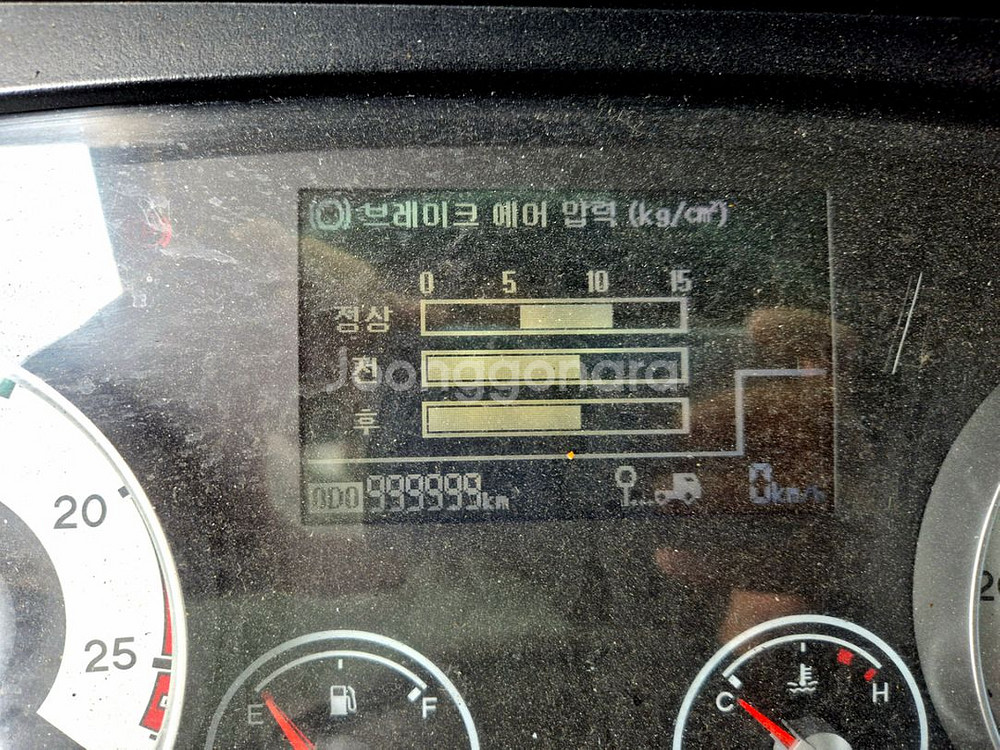 브레이크 에어 압력 (kg/cm²)
0 5 10 15
정상
전
Joonggonara
후
ODO 999999km
0km/h
20
25
E F
C H